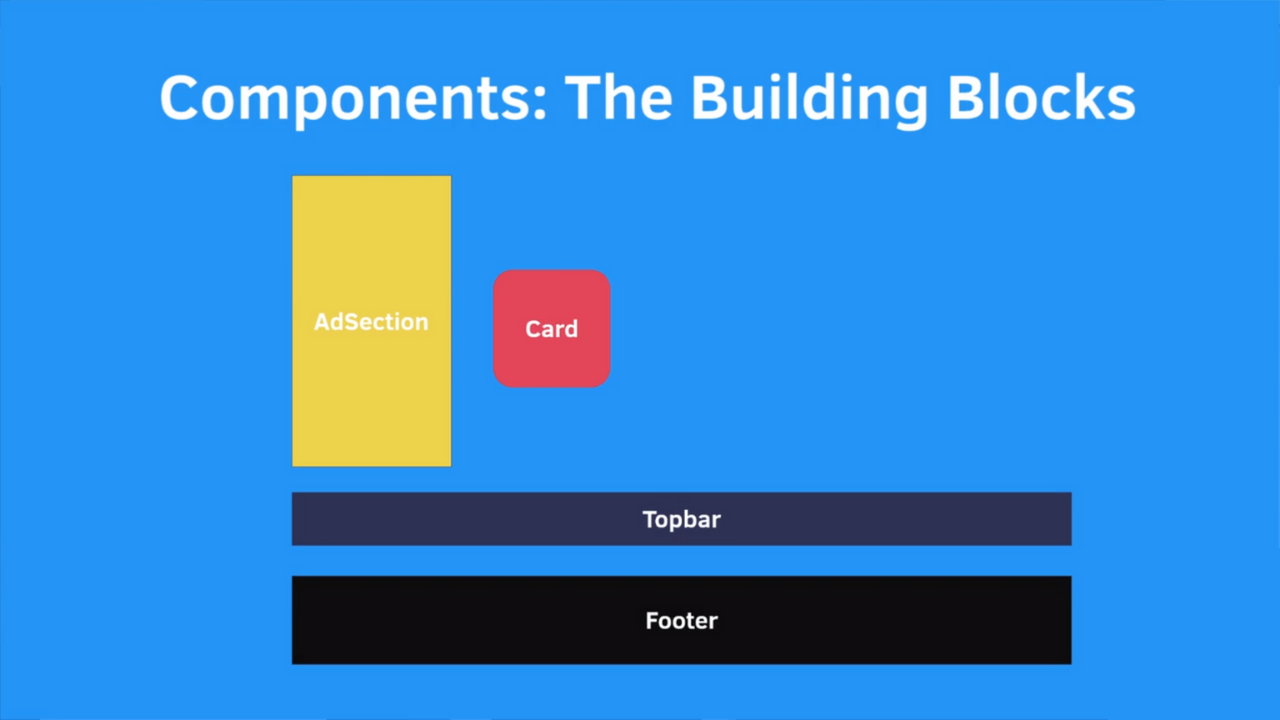 Components: The Building Blocks
AdSection
Card
Topbar
Footer